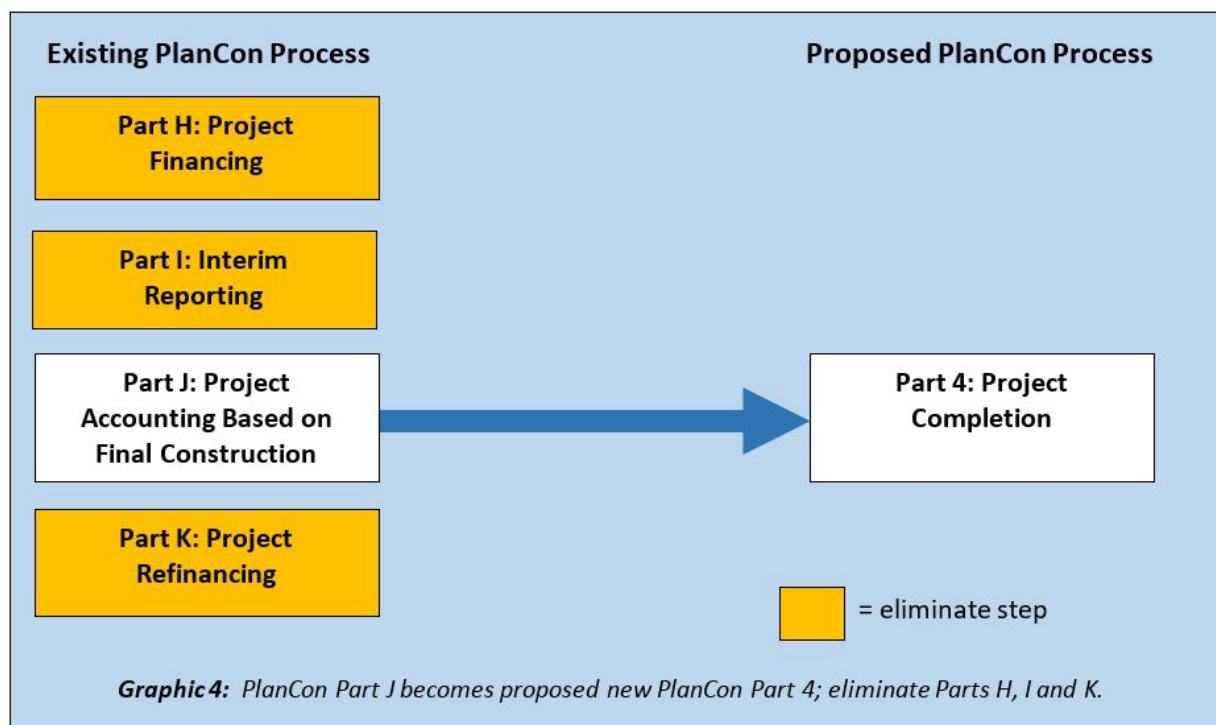 Existing PlanCon Process
Proposed PlanCon Process
Part H: Project
Financing
Part I: Interim
Reporting
Part J: Project
Accounting Based on
Final Construction
Part 4: Project
Completion
Part K: Project
Refinancing
= eliminate step
Graphic 4: PlanCon Part J becomes proposed new PlanCon Part 4; eliminate Parts H, I and K.